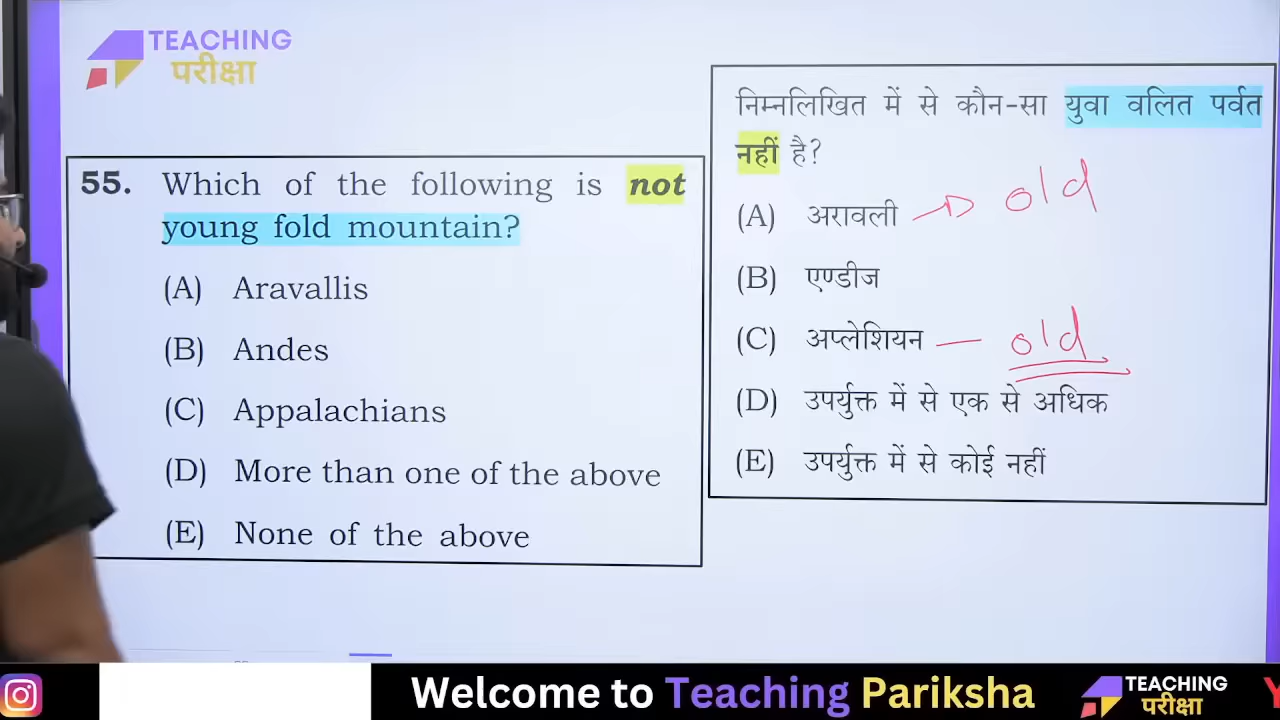 TEACHING
परीक्षा
55. Which of the following is not
young fold mountain?
(A) Aravallis
(B) Andes
(C) Appalachians
(D) More than one of the above
(E) None of the above
निम्नलिखित में से कौन-सा युवा वलित पर्वत
नहीं है?
(A) अरावली → old
(B) एण्डीज
(C) अप्लेशियन — old
(D) उपर्युक्त में से एक से अधिक
(E) उपर्युक्त में से कोई नहीं
Welcome to Teaching Pariksha
TEACHING
परीक्षा